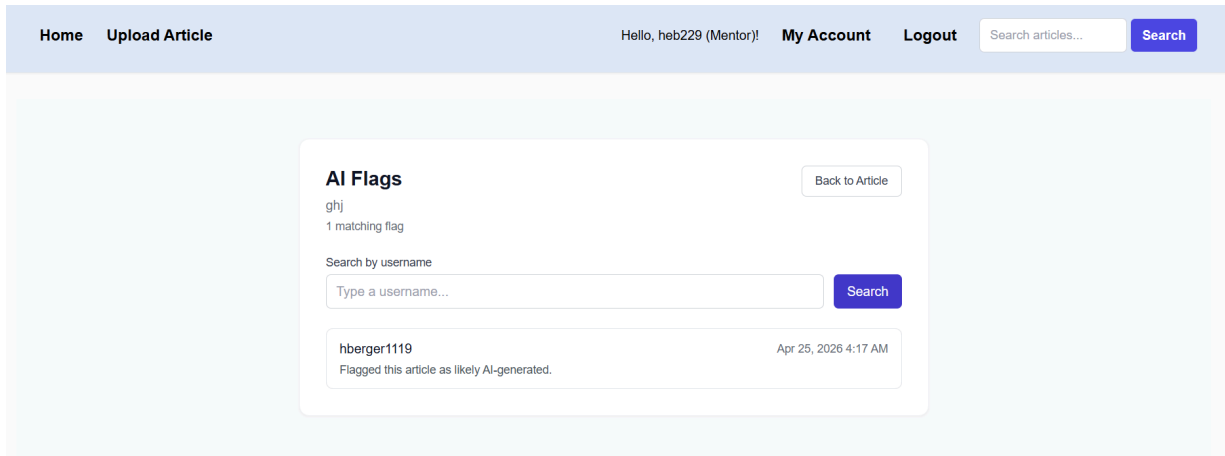 Home Upload Article Hello, heb229 (Mentor)! My Account Logout Search articles... Search
AI Flags Back to Article
ghj
1 matching flag
Search by username
Type a username... Search
hberger1119 Apr 25, 2026 4:17 AM
Flagged this article as likely AI-generated.